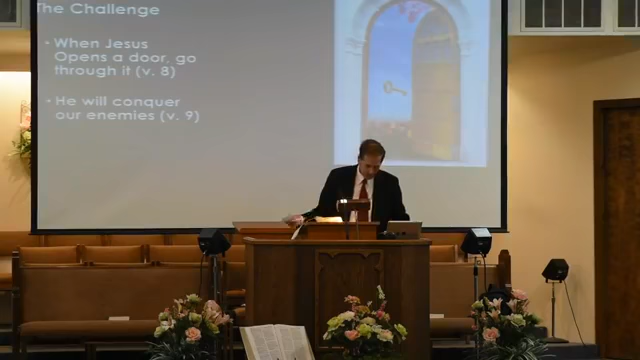 The Challenge
• When Jesus
Opens a door, go
through it (v. 8)
• He will conquer
our enemies (v. 9)